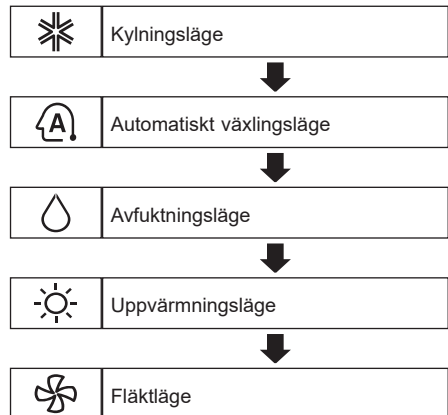 Kylningsläge
A
Automatiskt växlingsläge
Avfuktningsläge
Uppvärmningsläge
Fläktläge